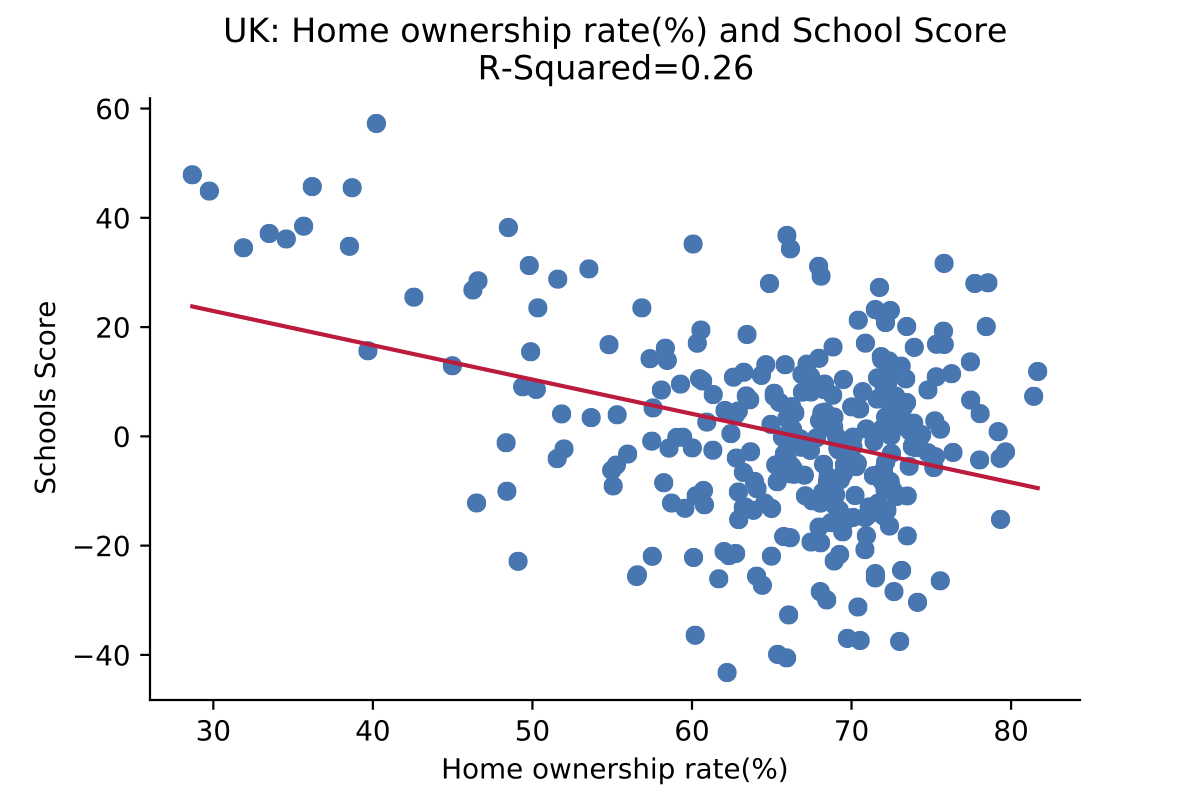 UK: Home ownership rate(%) and School Score
R-Squared=0.26
60
40
20
0
−20
−40
Schools Score
30 40 50 60 70 80
Home ownership rate(%)